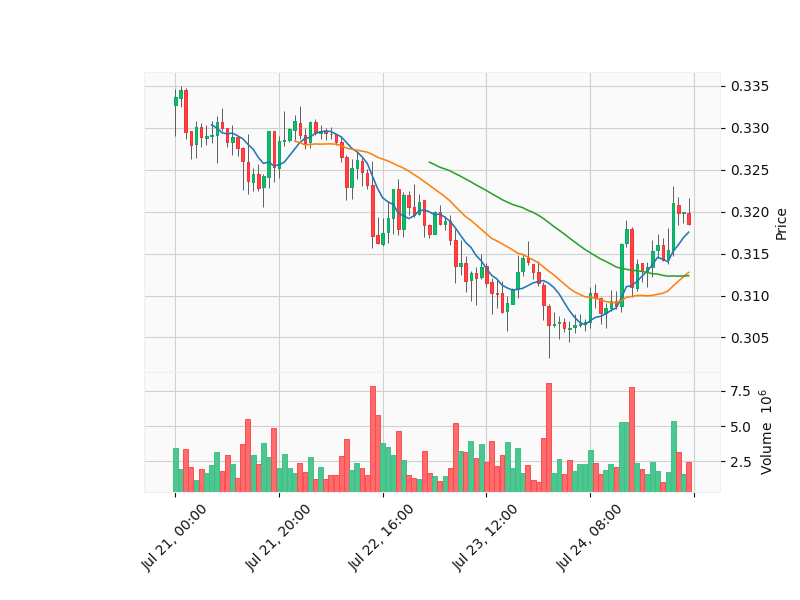 0.335
0.330
0.325
0.320
0.315
0.310
0.305
Price
7.5
5.0
2.5
Volume 10⁶
Jul 21, 00:00
Jul 21, 20:00
Jul 22, 16:00
Jul 23, 12:00
Jul 24, 08:00